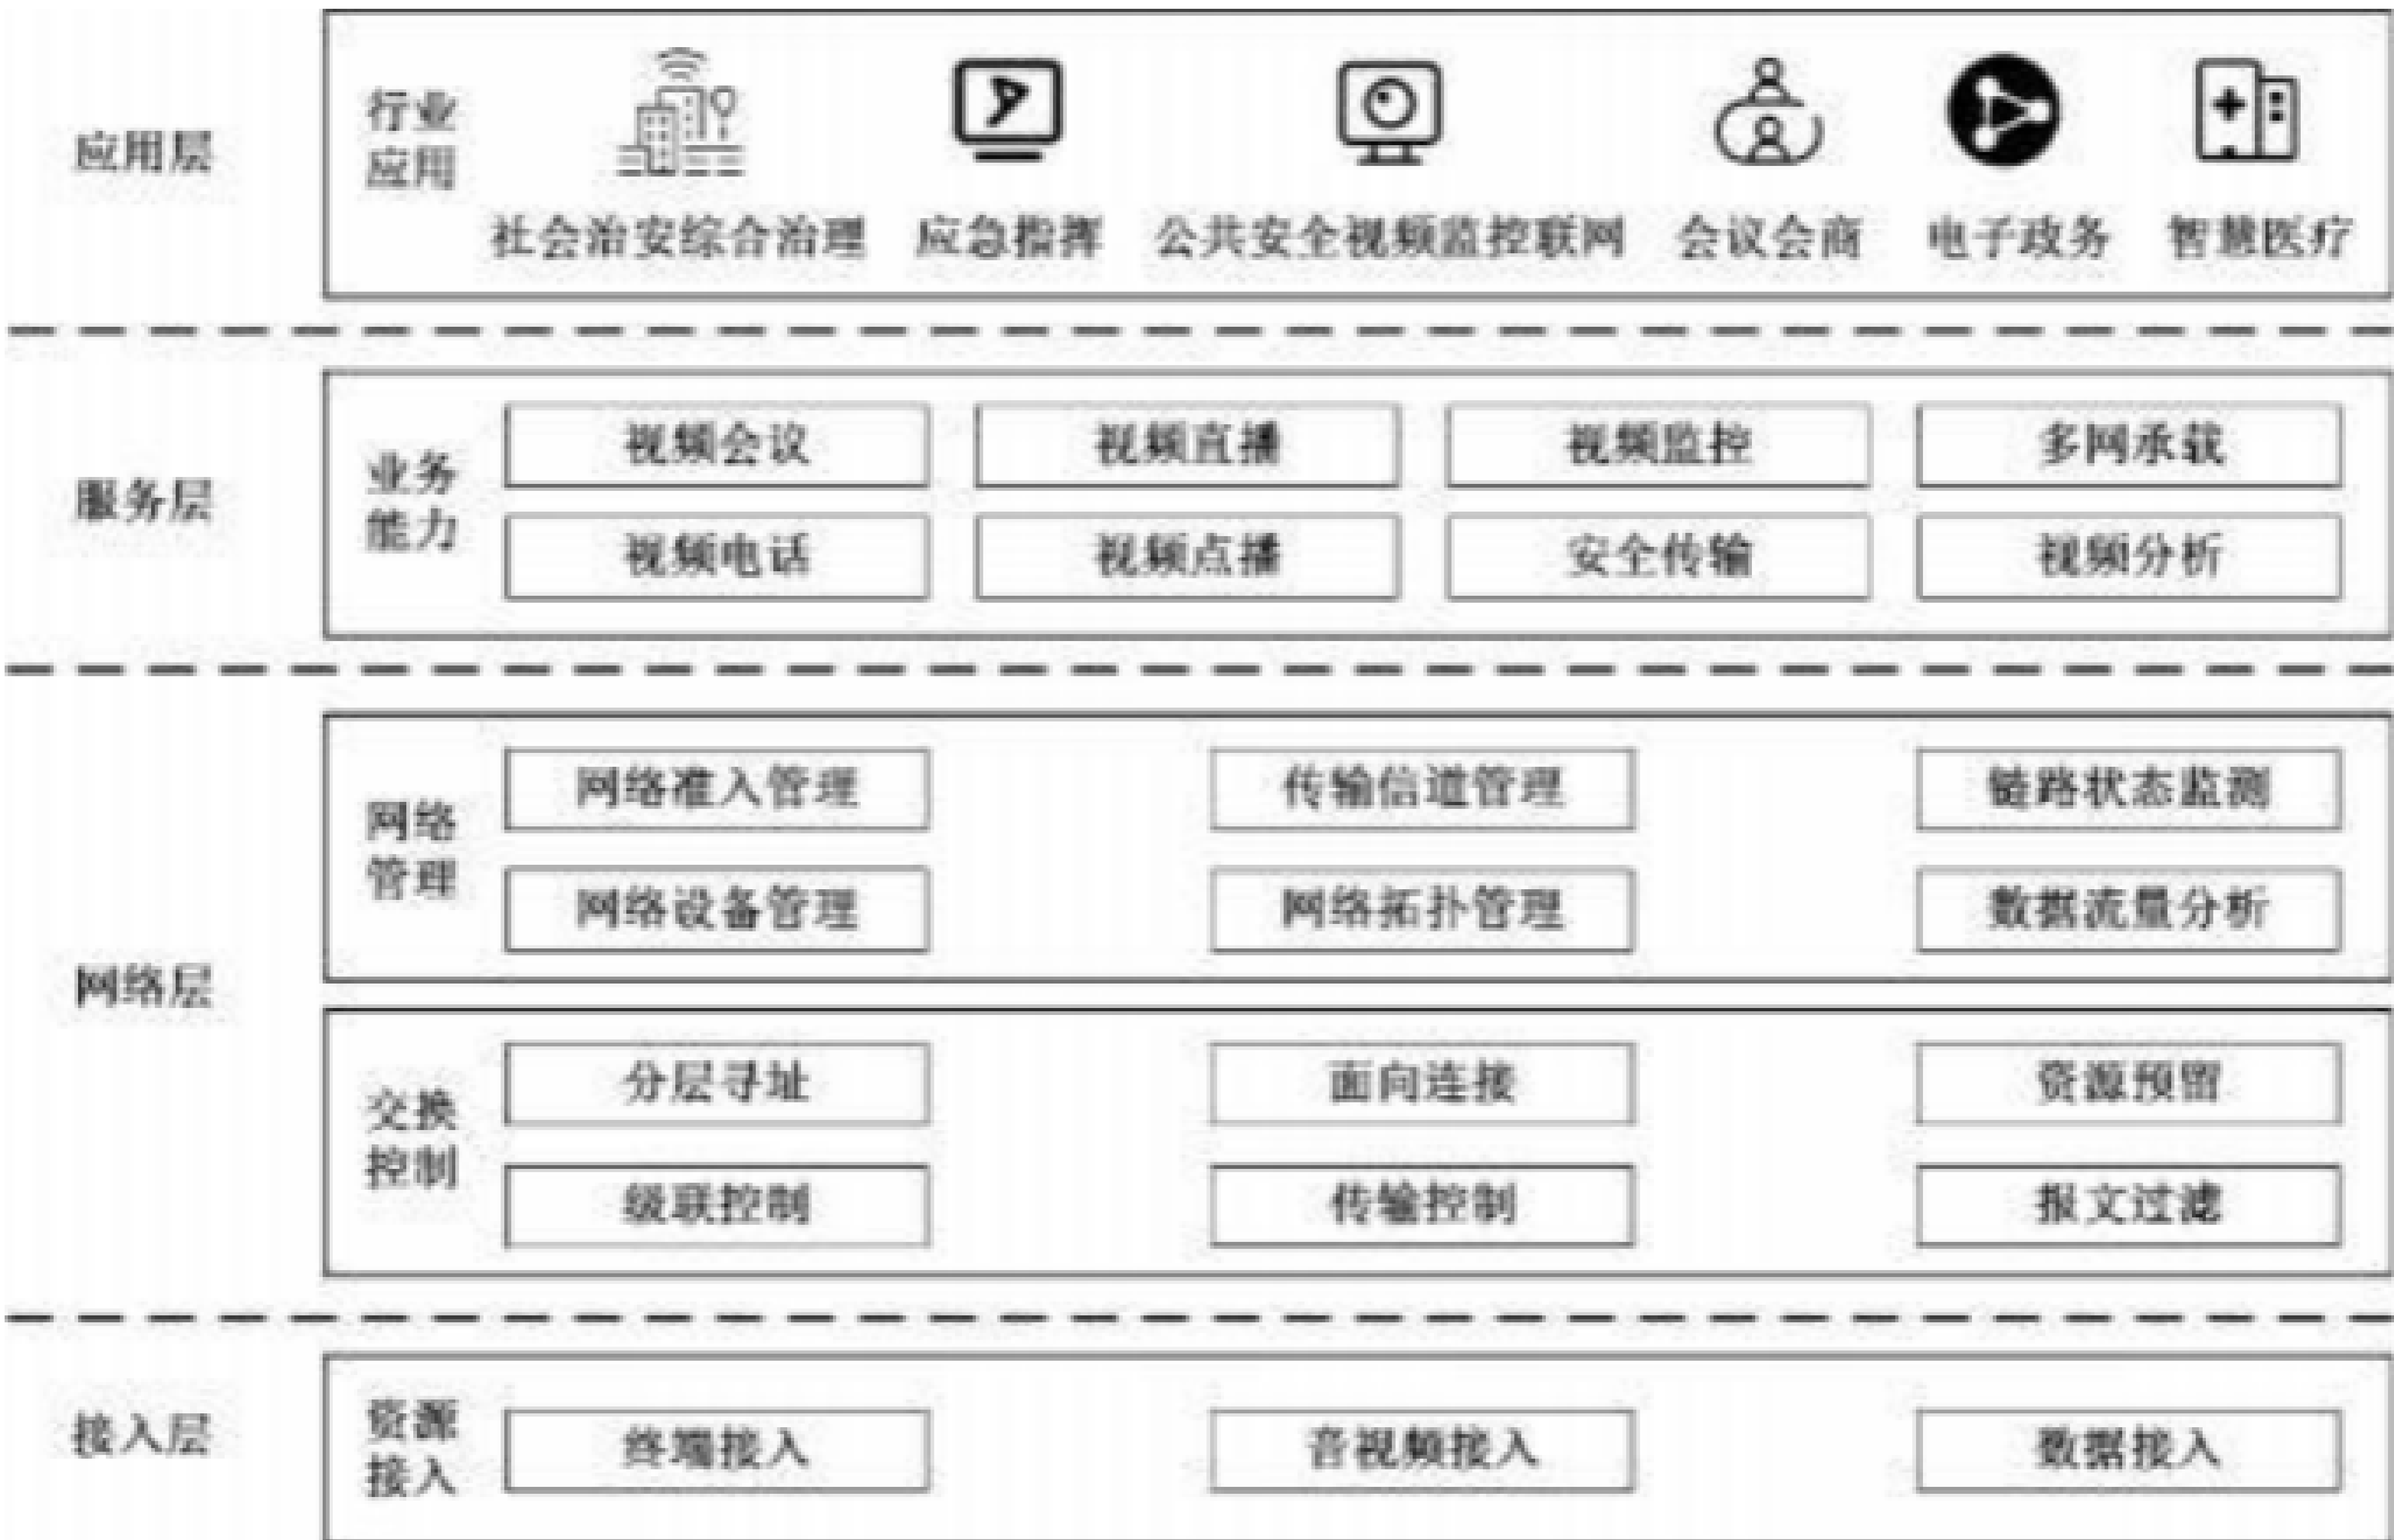 应用层
行业
应用
社会治安综合治理 应急指挥 公共安全视频监控联网 会议会商 电子政务 智慧医疗
服务层
业务
能力
视频会议 视频直播 视频监控 多网承载
视频电话 视频点播 安全传输 视频分析
网络层
网络
管理
网络准入管理 传输信道管理 链路状态监测
网络设备管理 网络拓扑管理 数据流量分析
交换
控制
分层寻址 面向连接 资源预留
级联控制 传输控制 报文过滤
接入层
资源
接入
终端接入 音视频接入 数据接入